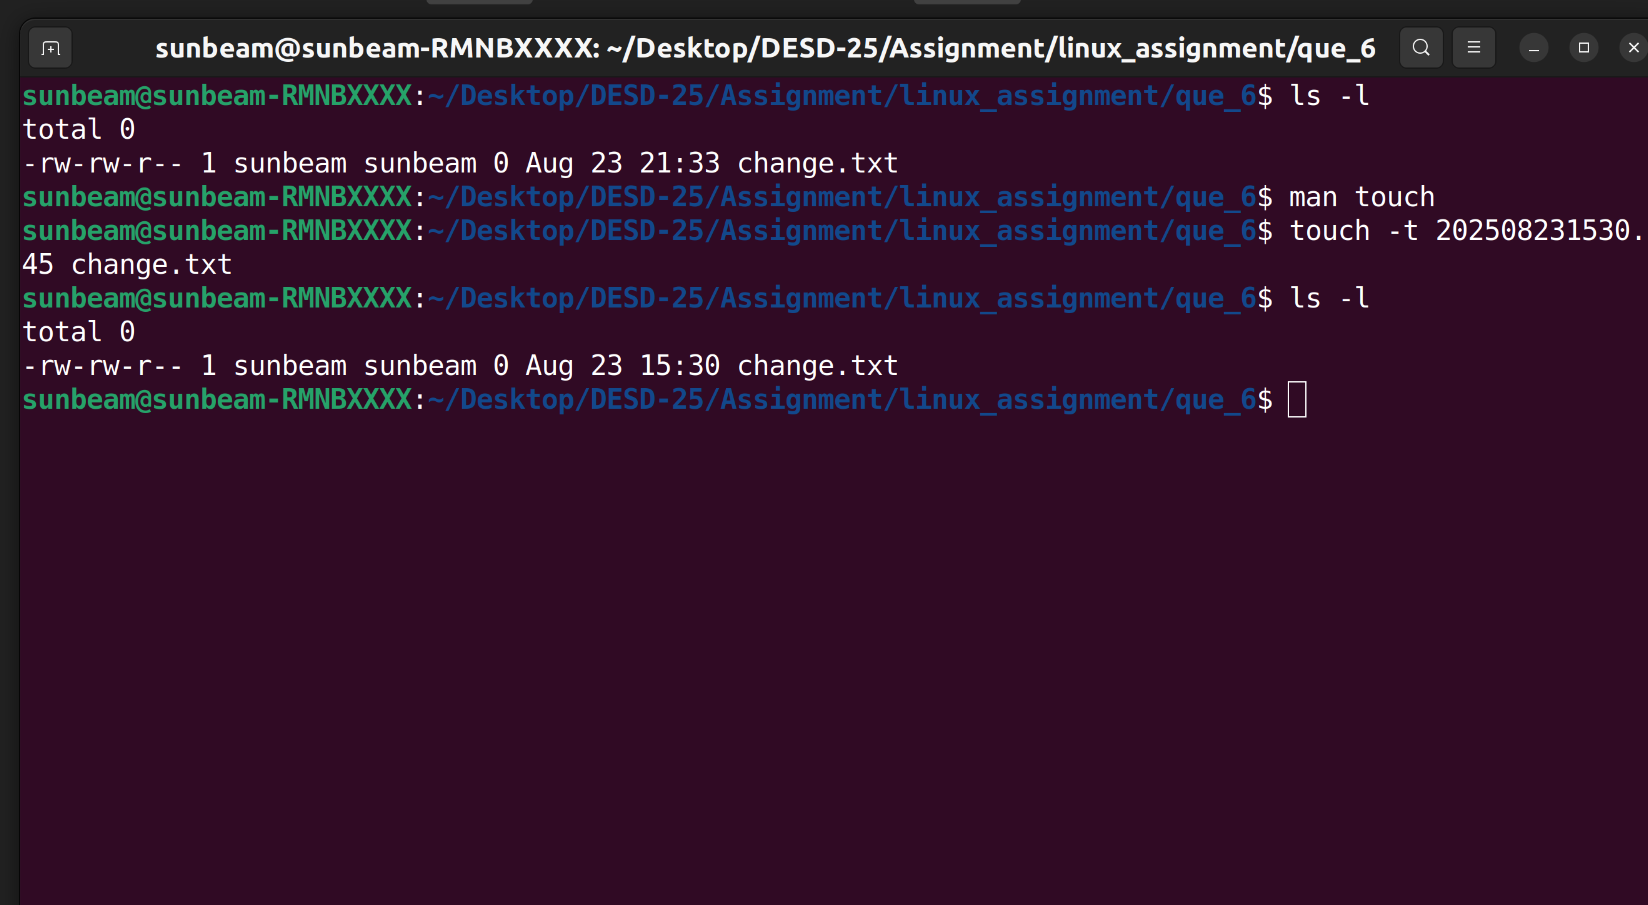 sunbeam@sunbeam-RMNBXXXX: ~/Desktop/DESD-25/Assignment/linux_assignment/que_6
sunbeam@sunbeam-RMNBXXXX:~/Desktop/DESD-25/Assignment/linux_assignment/que_6$ ls -l
total 0
-rw-rw-r-- 1 sunbeam sunbeam 0 Aug 23 21:33 change.txt
sunbeam@sunbeam-RMNBXXXX:~/Desktop/DESD-25/Assignment/linux_assignment/que_6$ man touch
sunbeam@sunbeam-RMNBXXXX:~/Desktop/DESD-25/Assignment/linux_assignment/que_6$ touch -t 202508231530.
45 change.txt
sunbeam@sunbeam-RMNBXXXX:~/Desktop/DESD-25/Assignment/linux_assignment/que_6$ ls -l
total 0
-rw-rw-r-- 1 sunbeam sunbeam 0 Aug 23 15:30 change.txt
sunbeam@sunbeam-RMNBXXXX:~/Desktop/DESD-25/Assignment/linux_assignment/que_6$